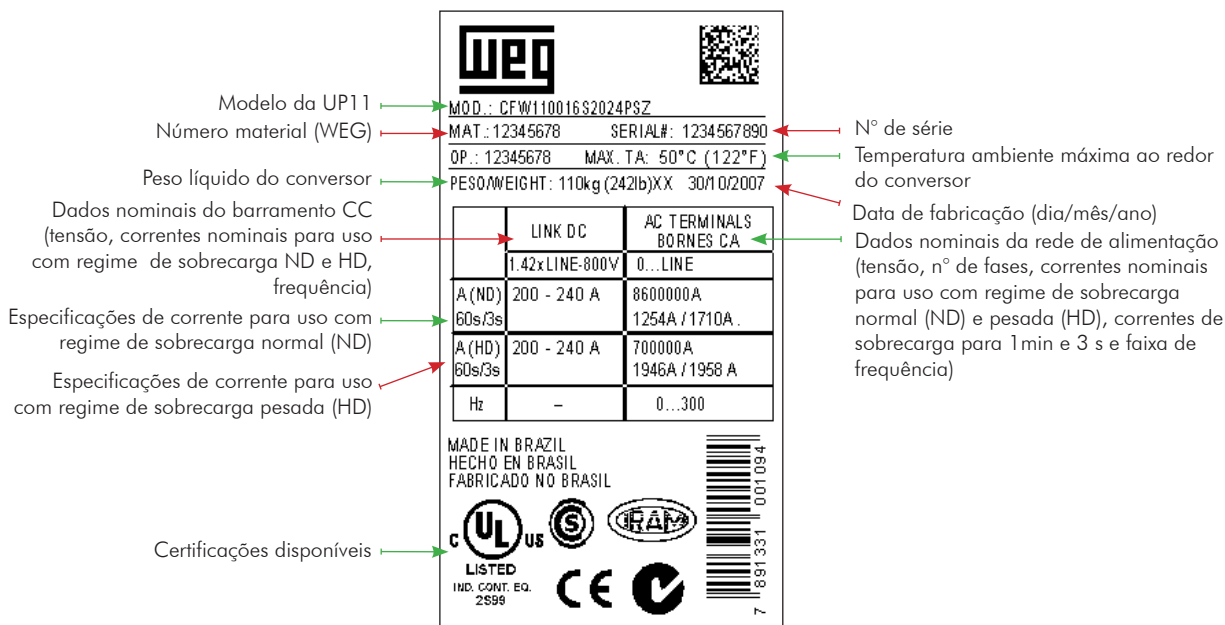 weg
Modelo da UP11
MOD.: CFW110016S2024PSZ
Número material (WEG)
MAT.: 12345678 SERIAL#: 1234567890
N° de série
OP.: 12345678 MAX. TA: 50°C (122°F)
Temperatura ambiente máxima ao redor
do conversor
Peso líquido do conversor
PESO/WEIGHT: 110kg (242lb)XX 30/10/2007
Data de fabricação (dia/mês/ano)
Dados nominais do barramento CC
(tensão, correntes nominais para uso
com regime de sobrecarga ND e HD,
frequência)
LINK DC
AC TERMINALS
BORNES CA
Dados nominais da rede de alimentação
(tensão, n° de fases, correntes nominais
para uso com regime de sobrecarga
normal (ND) e pesada (HD), correntes de
sobrecarga para 1min e 3 s e faixa de
frequência)
1.42xLINE-800V 0...LINE
Especificações de corrente para uso com
regime de sobrecarga normal (ND)
A (ND) 200 - 240 A 8600000A
60s/3s 1254A / 1710A .
Especificações de corrente para uso
com regime de sobrecarga pesada (HD)
A (HD) 200 - 240 A 700000A
60s/3s 1946A / 1958 A
Hz – 0...300
MADE IN BRAZIL
HECHO EN BRASIL
FABRICADO NO BRASIL
Certificações disponíveis
C UL US
LISTED
IND. CONT. EQ.
2S99
S
IRAM
CE
7 891331 001094